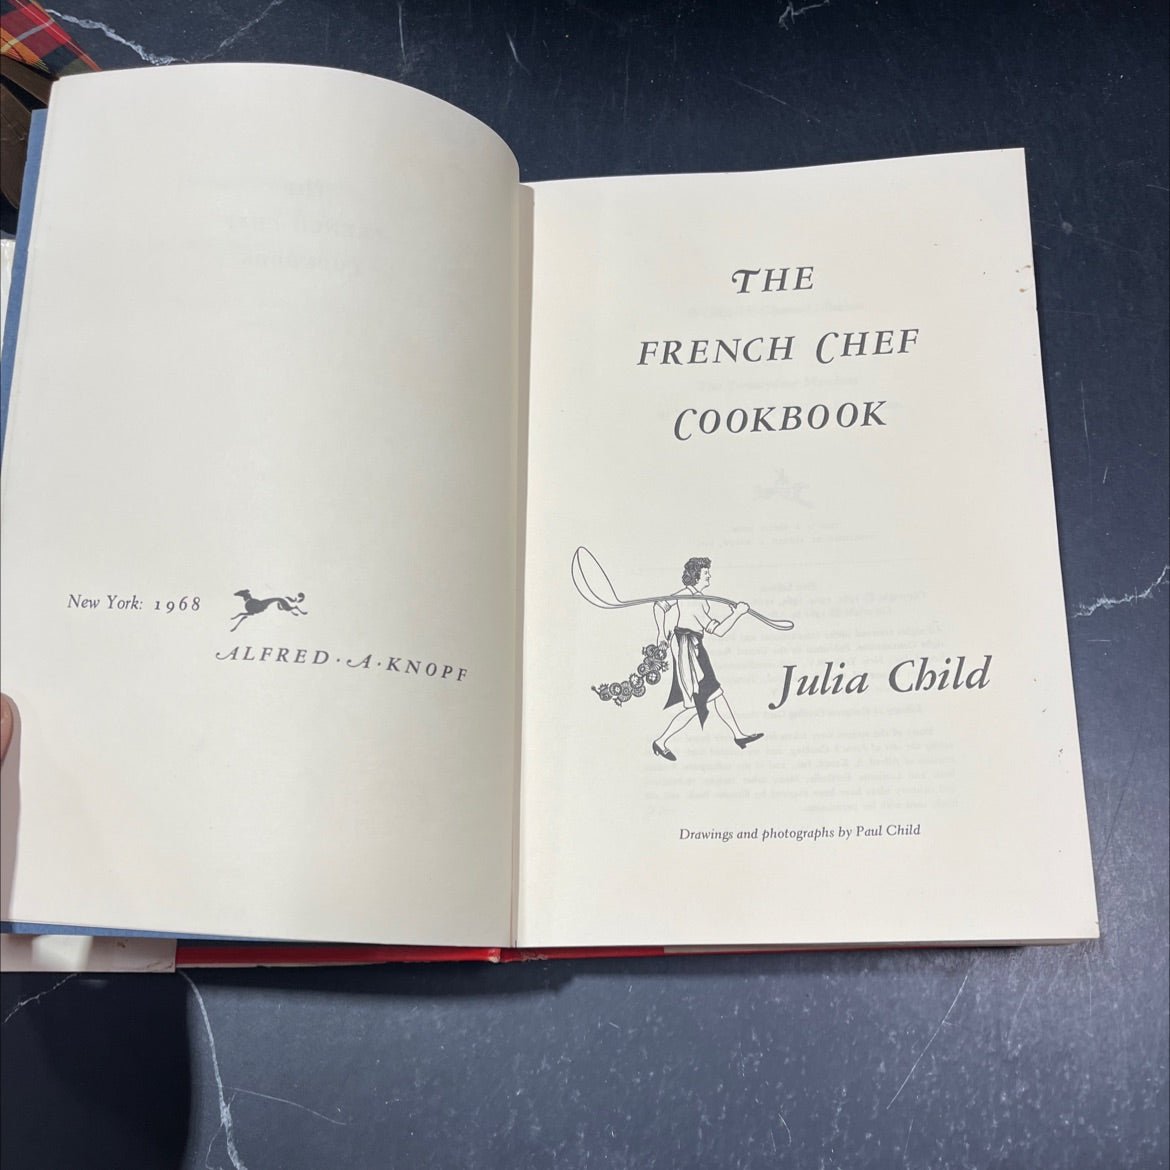 New York: 1968
ALFRED · A · KNOPF
THE
FRENCH CHEF
COOKBOOK
Julia Child
Drawings and photographs by Paul Child